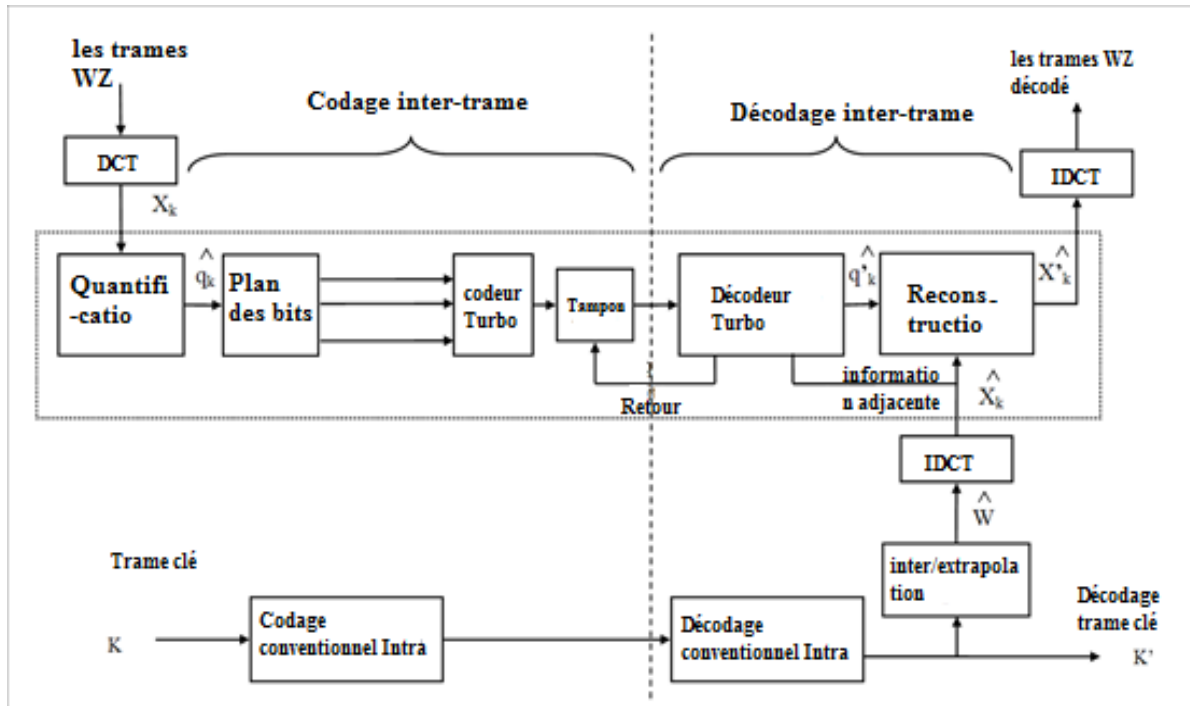 les trames
WZ
Codage inter-trame
Décodage inter-trame
les trames WZ
décodé
DCT
IDCT
X_k
Quantifi
-catio
q̂_k
Plan
des bits
codeur
Turbo
Tampon
Décodeur
Turbo
q'̂_k
Recons_
tructio
X'̂_k
Retour
informatio
n adjacente
X̂_k
IDCT
Ŵ
Trame clé
inter/extrapola
tion
K
Codage
conventionnel Intra
Décodage
conventionnel Intra
Décodage
trame clé
K'